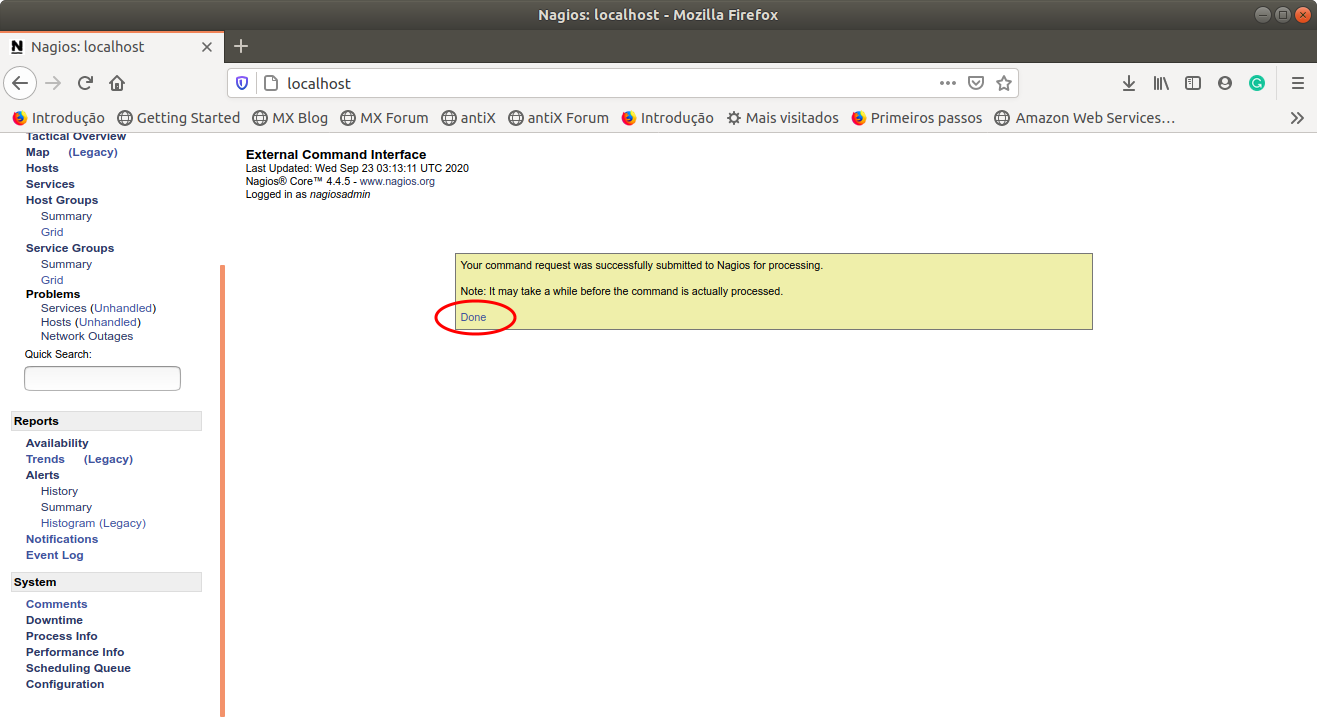 Nagios: localhost - Mozilla Firefox
Nagios: localhost
localhost
Introdução Getting Started MX Blog MX Forum antiX antiX Forum Introdução Mais visitados Primeiros passos Amazon Web Services…
Tactical Overview
Map (Legacy)
Hosts
Services
Host Groups
Summary
Grid
Service Groups
Summary
Grid
Problems
Services (Unhandled)
Hosts (Unhandled)
Network Outages
Quick Search:
Reports
Availability
Trends (Legacy)
Alerts
History
Summary
Histogram (Legacy)
Notifications
Event Log
System
Comments
Downtime
Process Info
Performance Info
Scheduling Queue
Configuration
External Command Interface
Last Updated: Wed Sep 23 03:13:11 UTC 2020
Nagios® Core™ 4.4.5 - www.nagios.org
Logged in as nagiosadmin
Your command request was successfully submitted to Nagios for processing.
Note: It may take a while before the command is actually processed.
Done